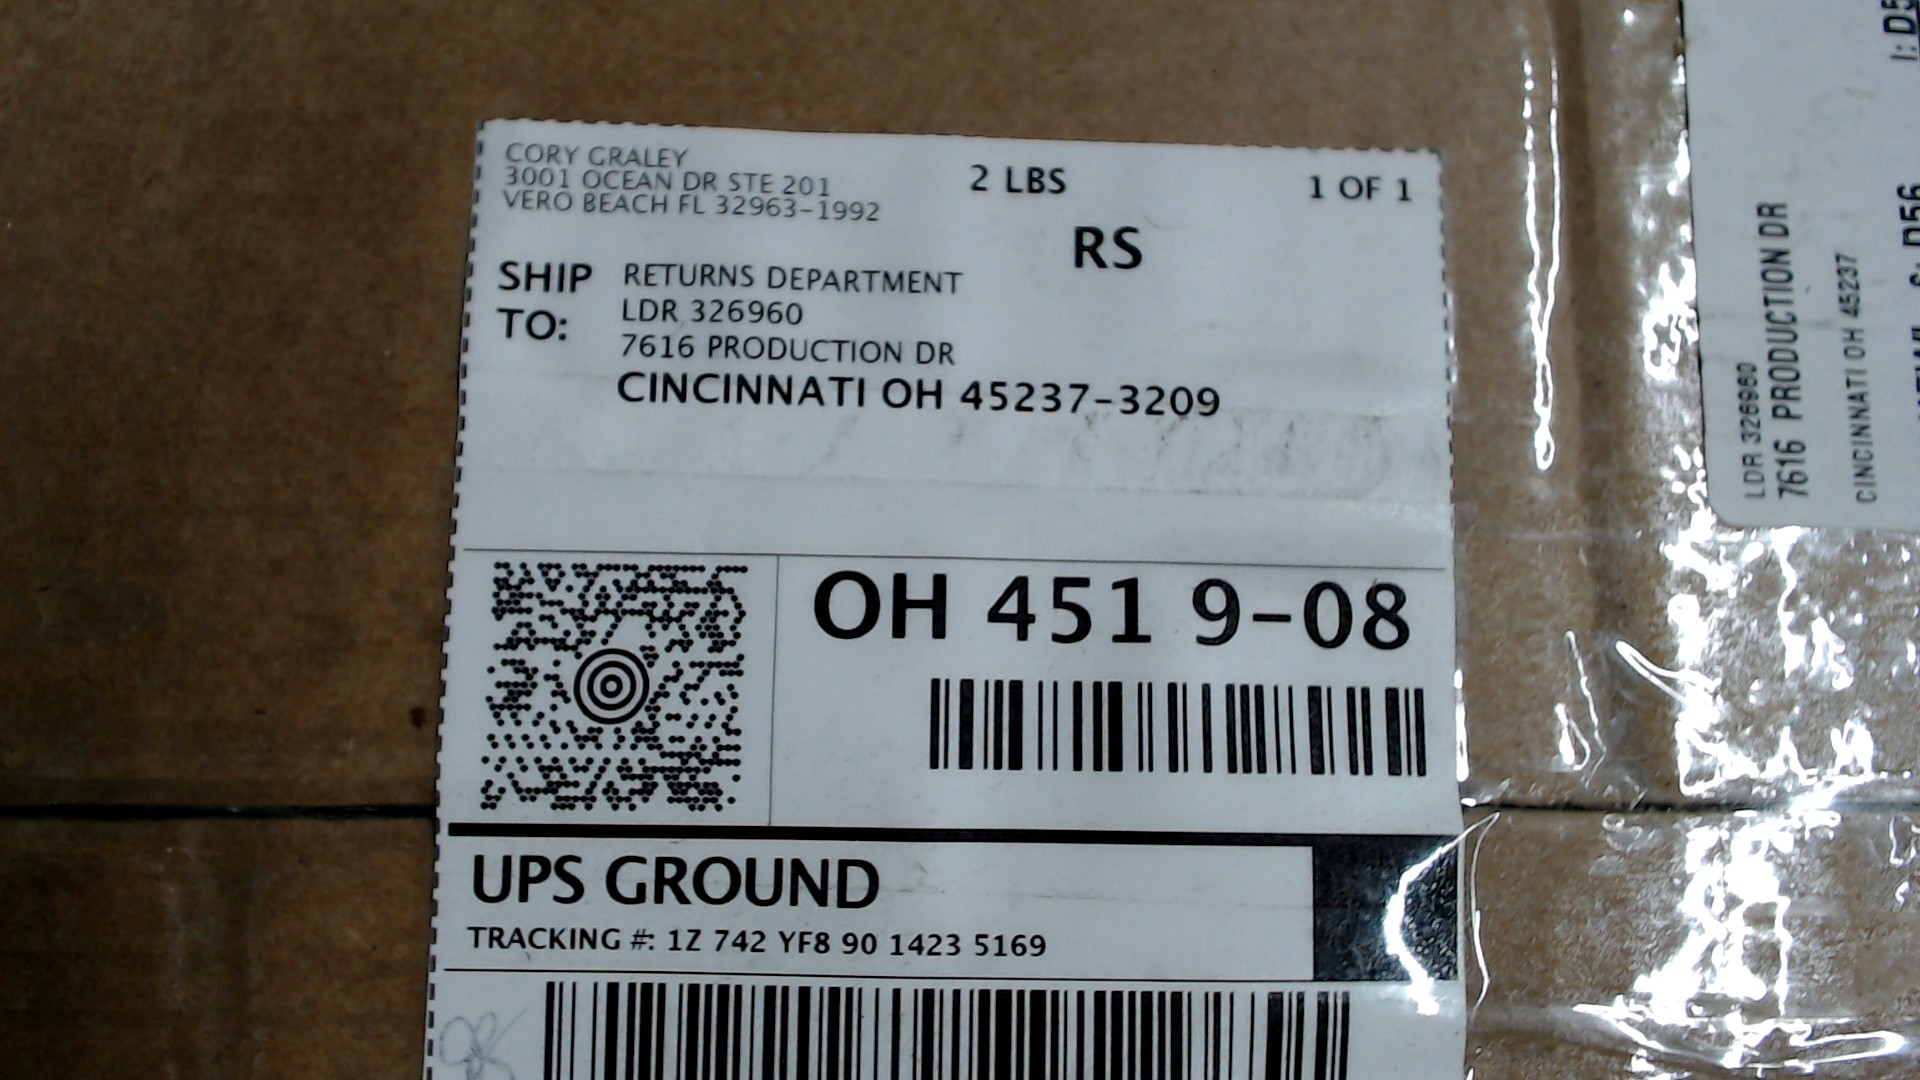 CORY GRALEY
3001 OCEAN DR STE 201
VERO BEACH FL 32963-1992
2 LBS
1 OF 1
RS
SHIP TO:
RETURNS DEPARTMENT
LDR 326960
7616 PRODUCTION DR
CINCINNATI OH 45237-3209
OH 451 9-08
UPS GROUND
TRACKING #: 1Z 742 YF8 90 1423 5169
LDR 326960
7616 PRODUCTION DR
CINCINNATI OH 45237